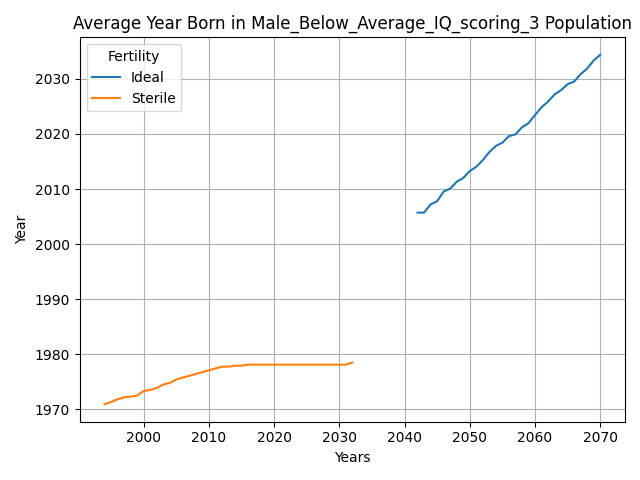 Average Year Born in Male_Below_Average_IQ_scoring_3 Population
Fertility
Ideal
Sterile
Year
2030
2020
2010
2000
1990
1980
1970
2000 2010 2020 2030 2040 2050 2060 2070
Years